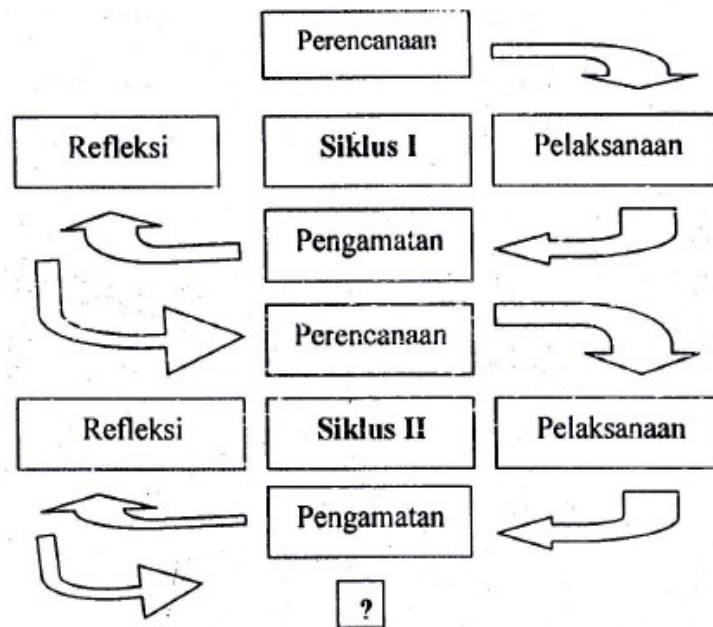 Perencanaan
Refleksi
Siklus I
Pelaksanaan
Pengamatan
Perencanaan
Refleksi
Siklus II
Pelaksanaan
Pengamatan
?